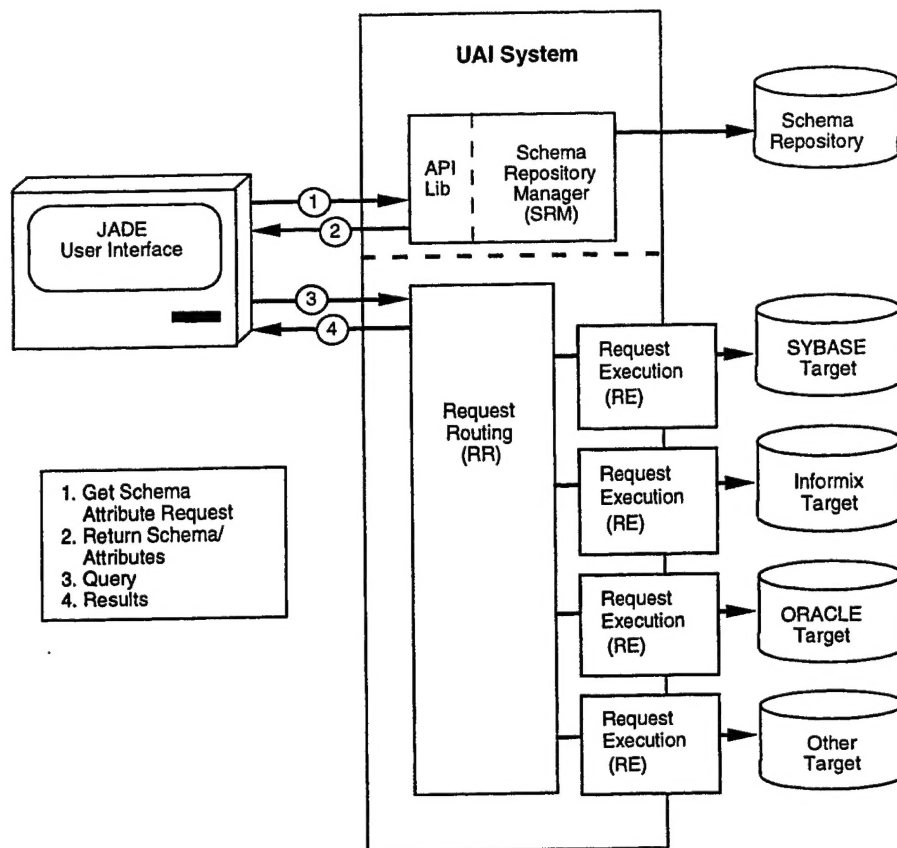 UAI System
API
Lib
Schema
Repository
Manager
(SRM)
Schema
Repository
JADE
User Interface
1
2
3
4
Request
Routing
(RR)
Request
Execution
(RE)
SYBASE
Target
Request
Execution
(RE)
Informix
Target
Request
Execution
(RE)
ORACLE
Target
Request
Execution
(RE)
Other
Target
1. Get Schema
Attribute Request
2. Return Schema/
Attributes
3. Query
4. Results